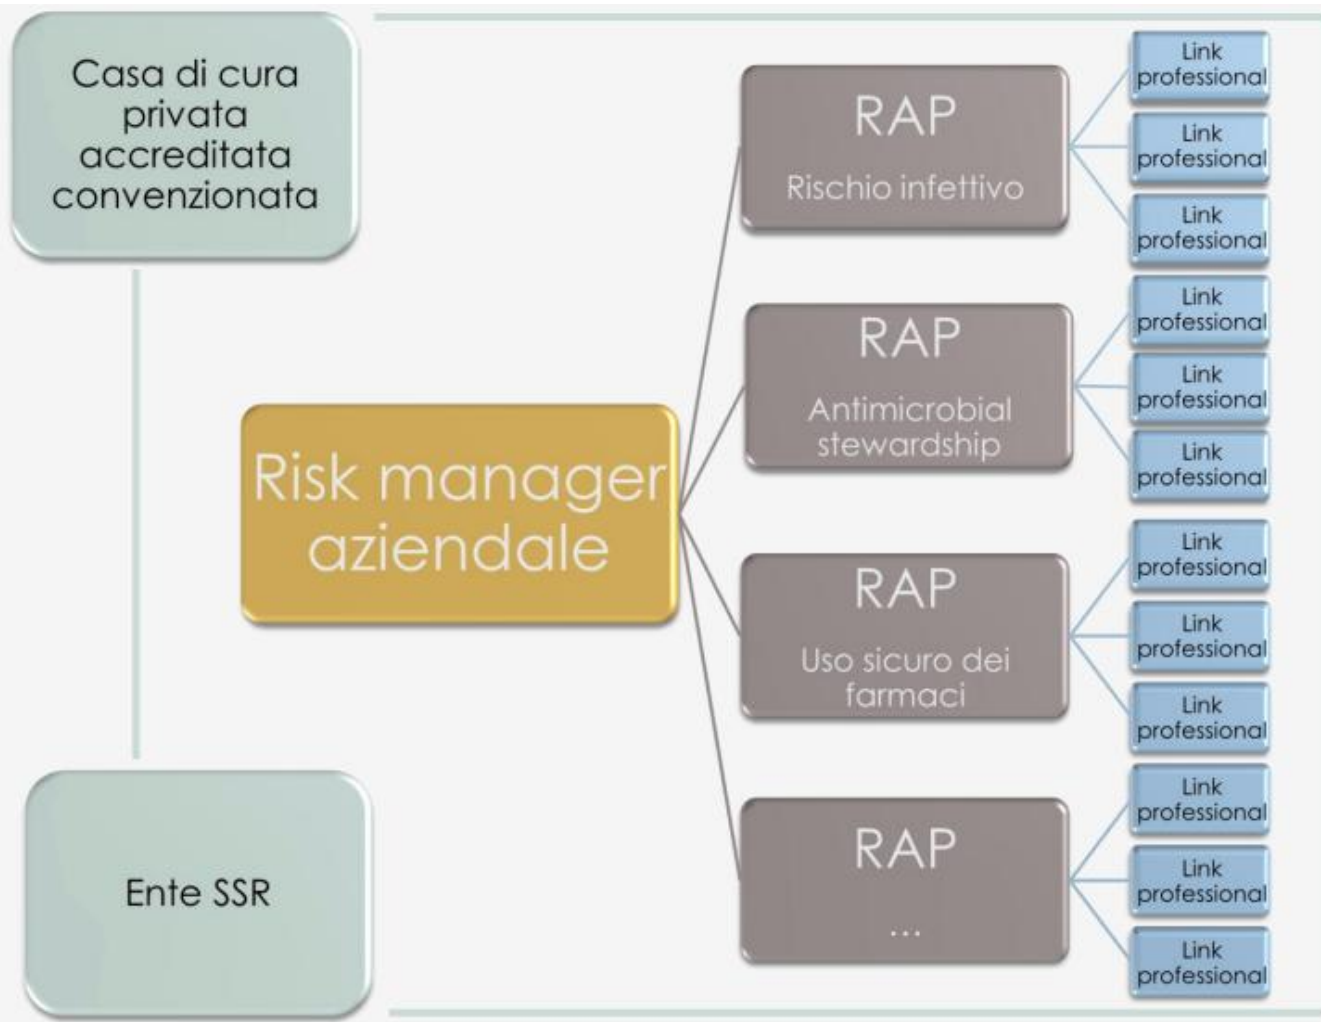 Casa di cura
privata
accreditata
convenzionata
Ente SSR
Risk manager
aziendale
RAP
Rischio infettivo
Link
professional
Link
professional
Link
professional
RAP
Antimicrobial
stewardship
Link
professional
Link
professional
Link
professional
RAP
Uso sicuro dei
farmaci
Link
professional
Link
professional
Link
professional
RAP
...
Link
professional
Link
professional
Link
professional